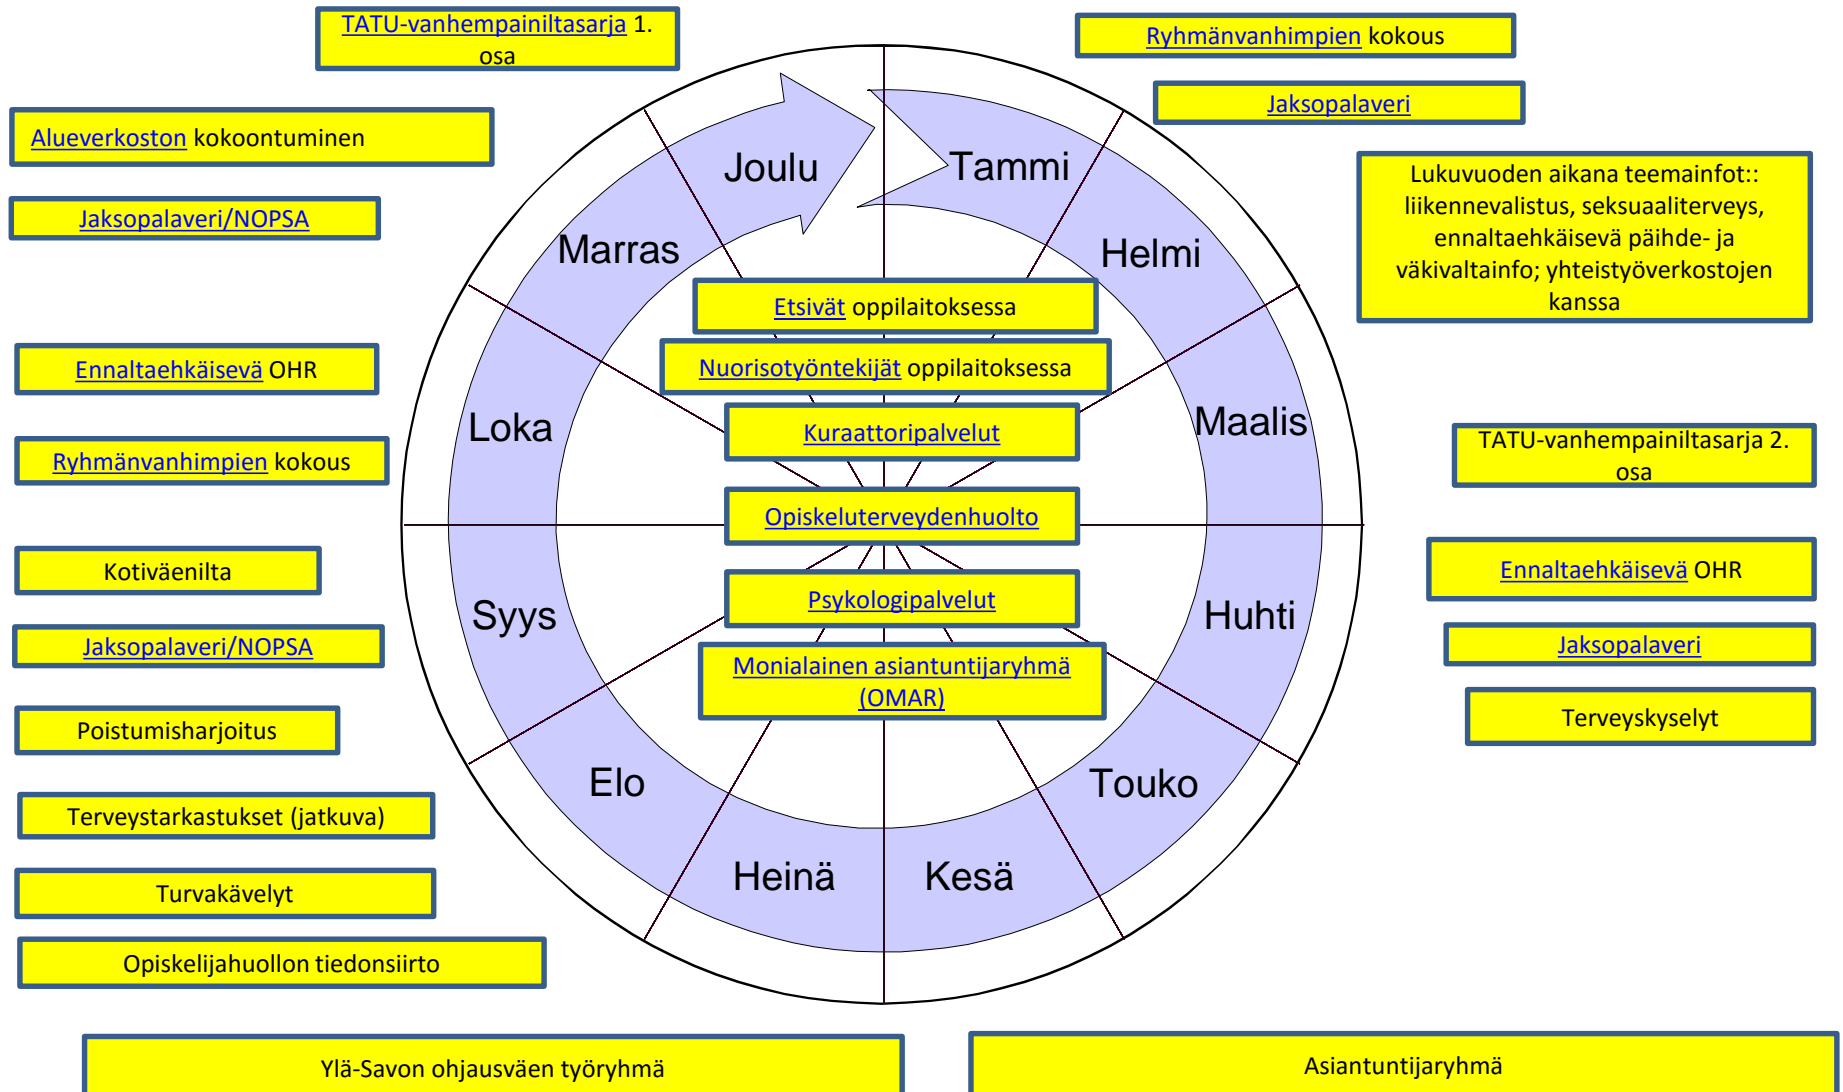 TATU-vanhempainiltasarja 1.
osa
Ryhmänvanhimpien kokous
Jaksopalaveri
Alueverkoston kokoontuminen
Jaksopalaveri/NOPSA
Lukuvuoden aikana teemainfot::
liikennevalistus, seksuaaliterveys,
ennaltaehkäisevä päihde- ja
väkivaltainfo; yhteistyöverkostojen
kanssa
Joulu
Tammi
Marras
Helmi
Etsivät oppilaitoksessa
Nuorisotyöntekijät oppilaitoksessa
Ennaltaehkäisevä OHR
Loka
Kuraattoripalvelut
Maalis
Ryhmänvanhimpien kokous
TATU-vanhempainiltasarja 2.
osa
Opiskeluterveydenhuolto
Kotiväenilta
Ennaltaehkäisevä OHR
Syys
Psykologipalvelut
Huhti
Jaksopalaveri/NOPSA
Jaksopalaveri
Monialainen asiantuntijaryhmä
(OMAR)
Poistumisharjoitus
Terveyskyselyt
Elo
Touko
Terveystarkastukset (jatkuva)
Heinä
Kesä
Turvakävelyt
Opiskelijahuollon tiedonsiirto
Ylä-Savon ohjausväen työryhmä
Asiantuntijaryhmä